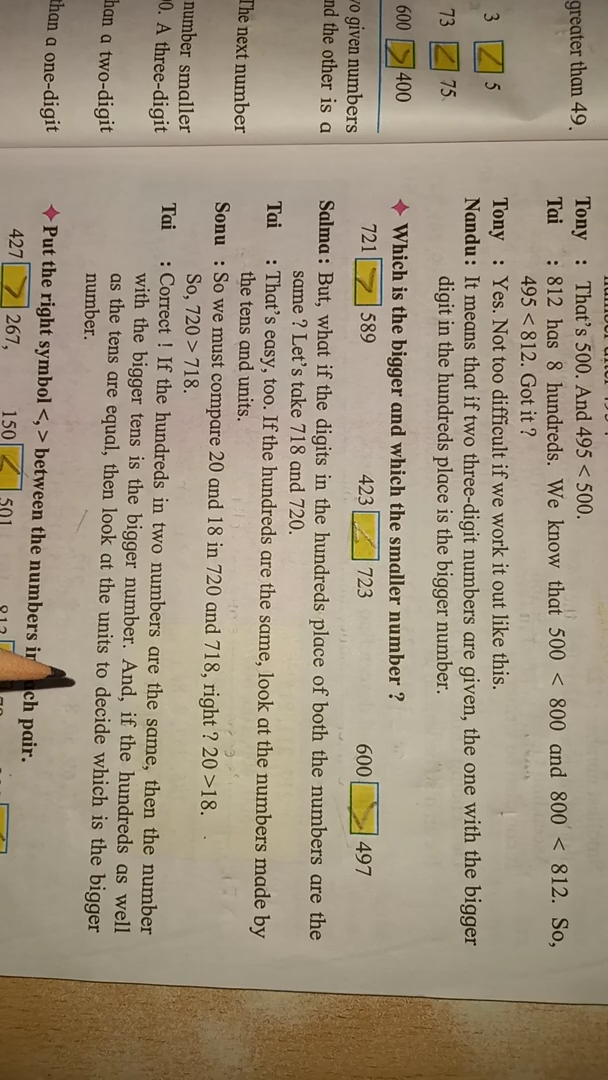 greater than 49.
3 < 5
73 < 75
600 > 400
o given numbers
nd the other is a
The next number
number smaller
0. A three-digit
han a two-digit
than a one-digit
Tony : That's 500. And 495 < 500.
Tai : 812 has 8 hundreds. We know that 500 < 800 and 800 < 812. So,
495 < 812. Got it ?
Tony : Yes. Not too difficult if we work it out like this.
Nandu : It means that if two three-digit numbers are given, the one with the bigger
digit in the hundreds place is the bigger number.
Which is the bigger and which the smaller number ?
721 > 589 423 < 723 600 > 497
Salma : But, what if the digits in the hundreds place of both the numbers are the
same ? Let's take 718 and 720.
Tai : That's easy, too. If the hundreds are the same, look at the numbers made by
the tens and units.
Sonu : So we must compare 20 and 18 in 720 and 718, right ? 20 >18.
So, 720 > 718.
Tai : Correct ! If the hundreds in two numbers are the same, then the number
with the bigger tens is the bigger number. And, if the hundreds as well
as the tens are equal, then look at the units to decide which is the bigger
number.
Put the right symbol <, > between the numbers in ch pair.
427 > 267, 150 < 501